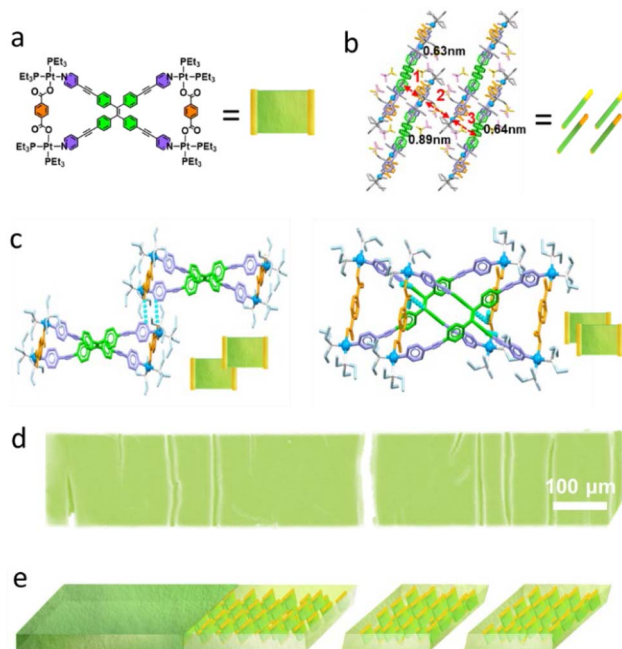 a
b
PEt₃
PEt₃
Et₃P-Pt-N
N-Pt-PEt₃
O
O
O
O
=
O
O
O
O
Et₃P-Pt-N
N-Pt-PEt₃
PEt₃
PEt₃
0.63nm
1
2
3
0.89nm
0.64nm
=
c
d
100 μm
e